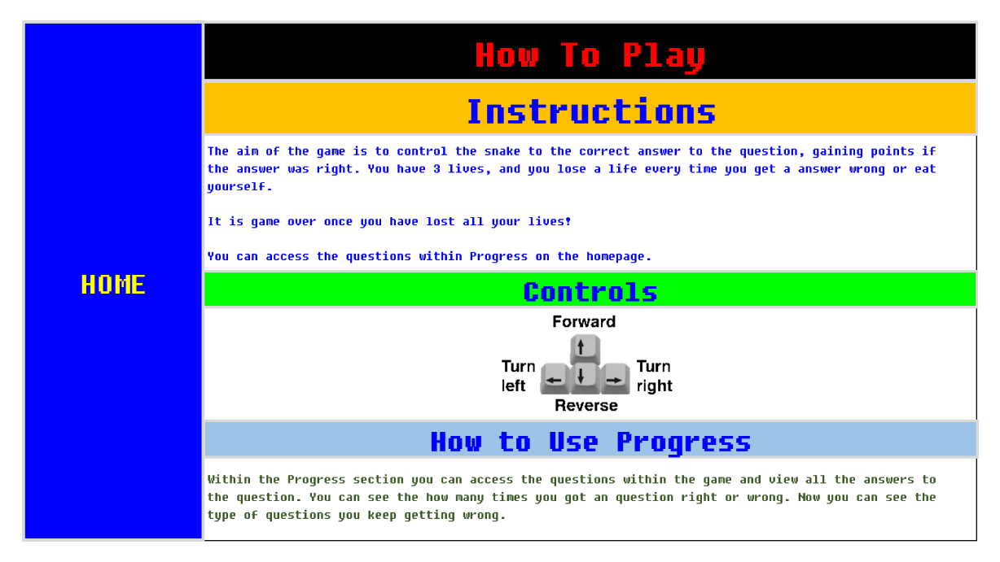 How To Play
Instructions
The aim of the game is to control the snake to the correct answer to the question, gaining points if
the answer was right. You have 3 lives, and you lose a life every time you get a answer wrong or eat
yourself.
It is game over once you have lost all your lives!
You can access the questions within Progress on the homepage.
HOME
Controls
Forward
Turn left
Turn right
Reverse
How to Use Progress
Within the Progress section you can access the questions within the game and view all the answers to
the question. You can see the how many times you got an question right or wrong. Now you can see the
type of questions you keep getting wrong.